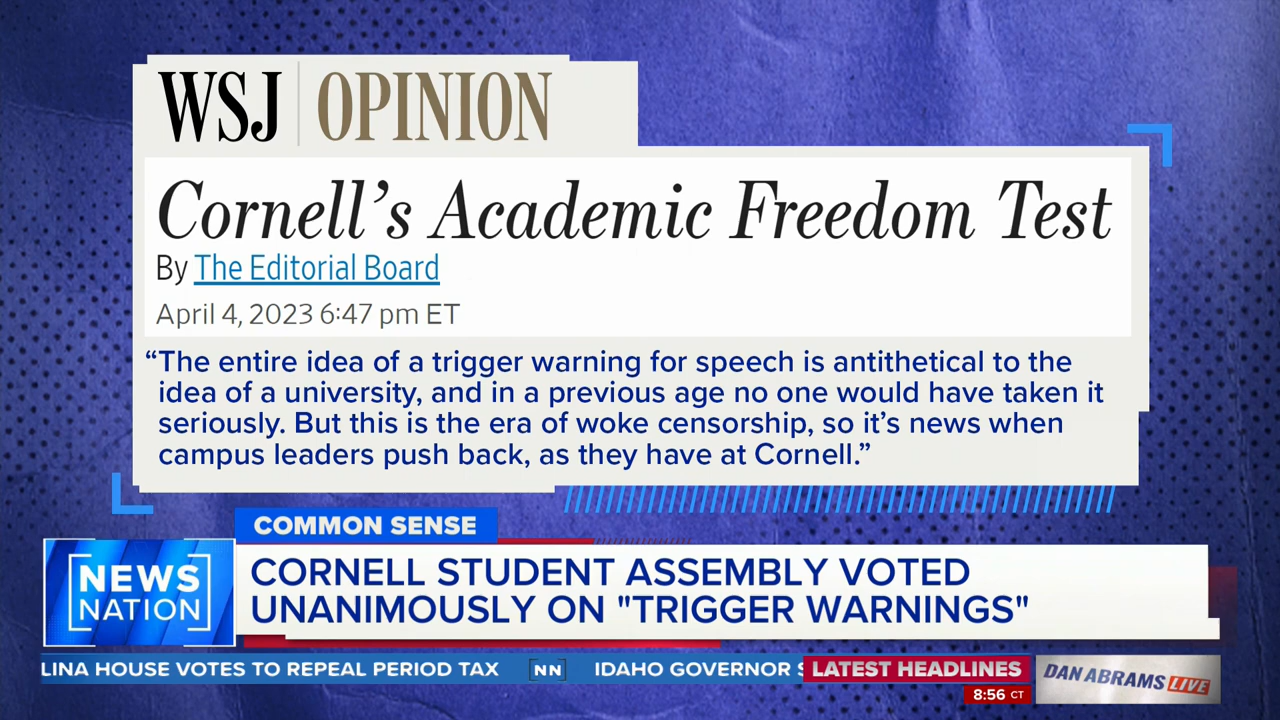 WSJ | OPINION
Cornell's Academic Freedom Test
By The Editorial Board
April 4, 2023 6:47 pm ET
“The entire idea of a trigger warning for speech is antithetical to the
idea of a university, and in a previous age no one would have taken it
seriously. But this is the era of woke censorship, so it’s news when
campus leaders push back, as they have at Cornell.”
COMMON SENSE
NEWS
NATION
CORNELL STUDENT ASSEMBLY VOTED
UNANIMOUSLY ON "TRIGGER WARNINGS"
LINA HOUSE VOTES TO REPEAL PERIOD TAX NN IDAHO GOVERNOR S
LATEST HEADLINES
DAN ABRAMS LIVE
8:56 CT